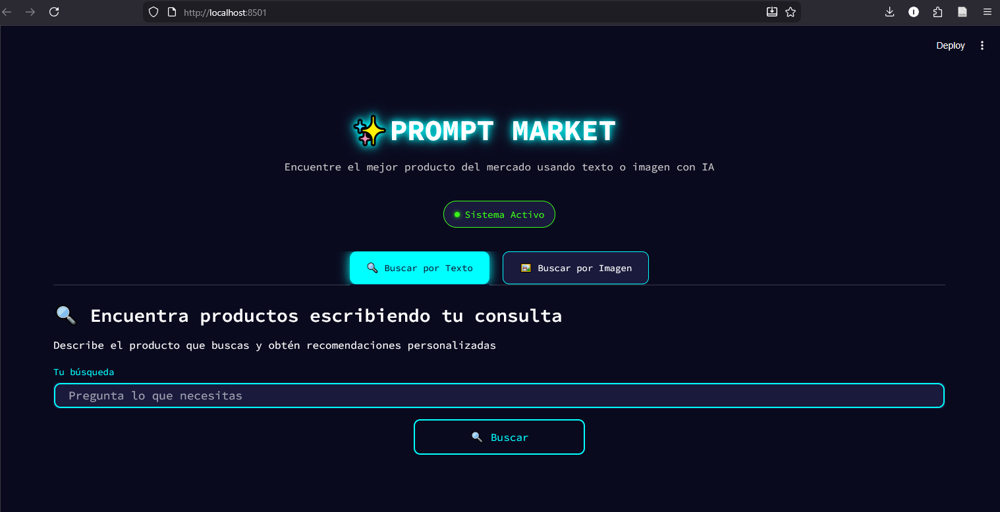 http://localhost:8501
Deploy
✨PROMPT MARKET
Encuentre el mejor producto del mercado usando texto o imagen con IA
Sistema Activo
🔍 Buscar por Texto
🖼️ Buscar por Imagen
🔍 Encuentra productos escribiendo tu consulta
Describe el producto que buscas y obtén recomendaciones personalizadas
Tu búsqueda
Pregunta lo que necesitas
🔍 Buscar